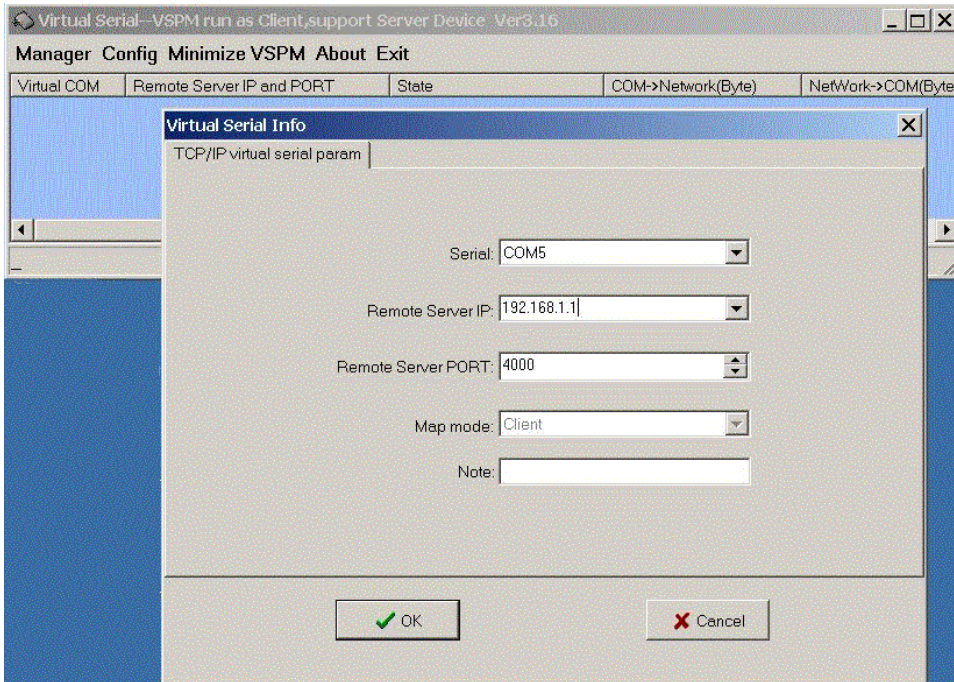 Virtual Serial--VSPM run as Client,support Server Device Ver3.16
Manager Config Minimize VSPM About Exit
Virtual COM Remote Server IP and PORT State COM->Network(Byte) NetWork->COM(Byte
Virtual Serial Info
TCP/IP virtual serial param
Serial: COM5
Remote Server IP: 192.168.1.1
Remote Server PORT: 4000
Map mode: Client
Note:
OK Cancel